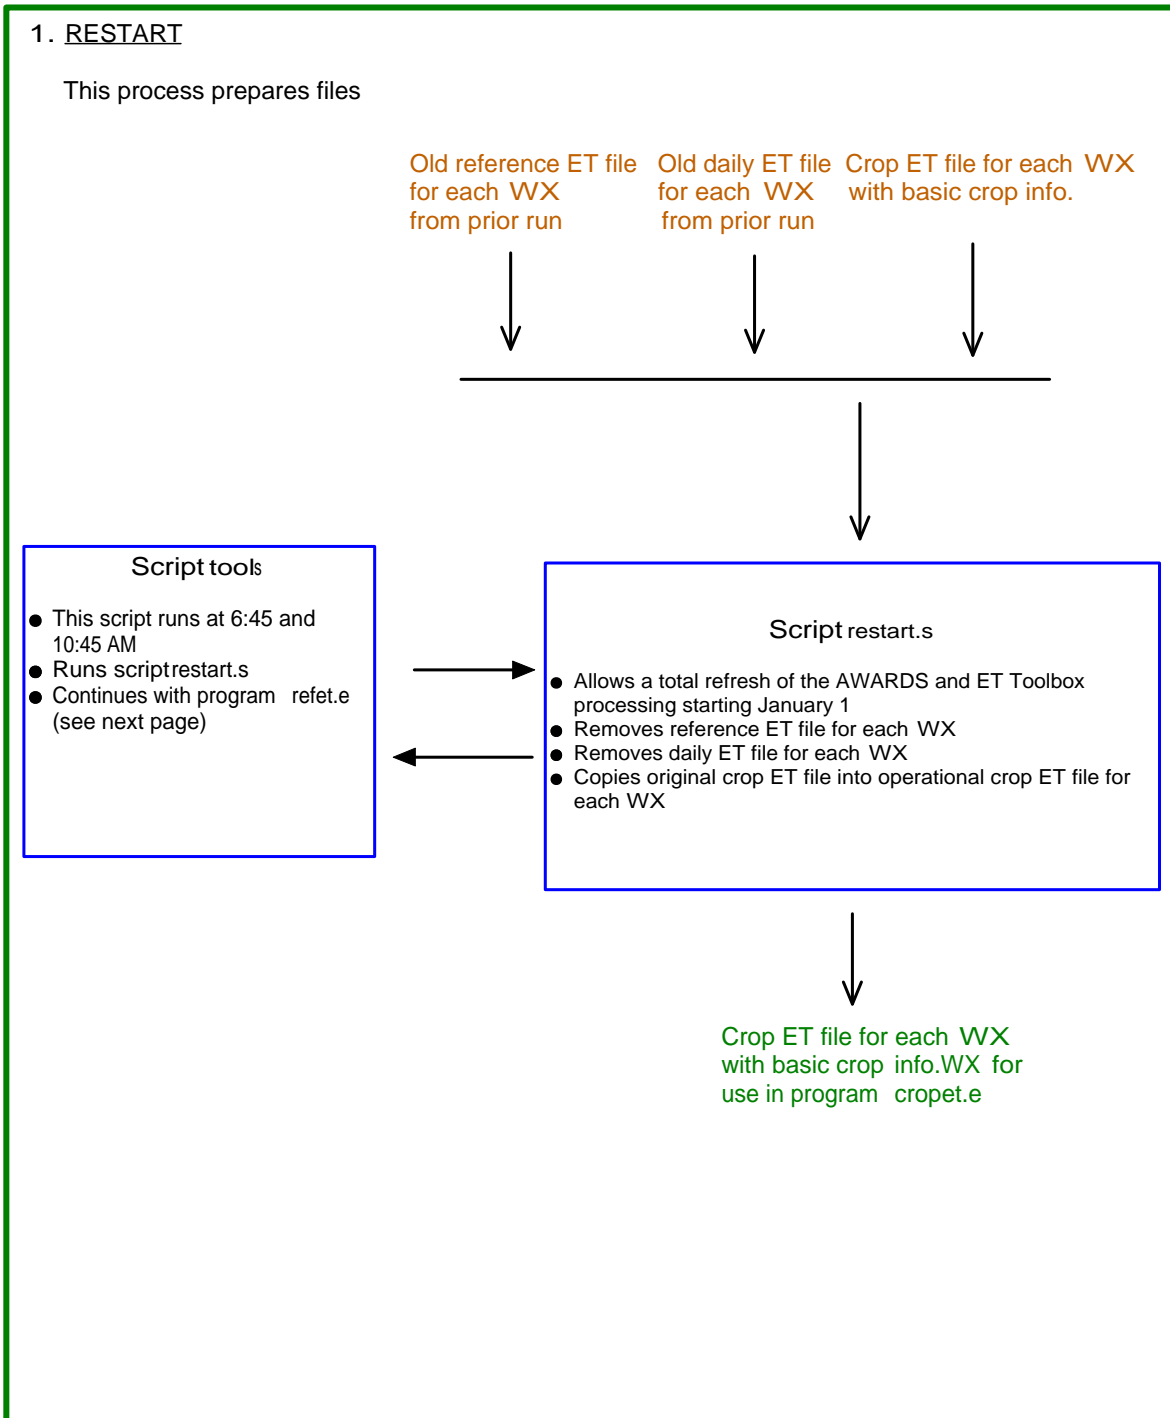 1. RESTART
This process prepares files
Old reference ET file
for each WX
from prior run
Old daily ET file
for each WX
from prior run
Crop ET file for each WX
with basic crop info.
Script tools
● This script runs at 6:45 and
10:45 AM
● Runs script restart.s
● Continues with program refet.e
(see next page)
Script restart.s
● Allows a total refresh of the AWARDS and ET Toolbox
processing starting January 1
● Removes reference ET file for each WX
● Removes daily ET file for each WX
● Copies original crop ET file into operational crop ET file for
each WX
Crop ET file for each WX
with basic crop info.WX for
use in program cropet.e